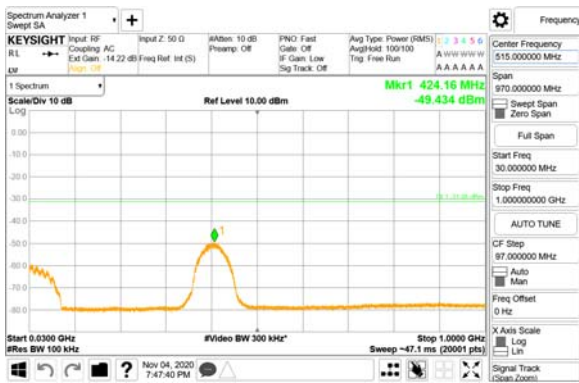 Spectrum Analyzer 1
Swept SA
+
Frequency
KEYSIGHT
RL
Input: RF
Coupling: AC
Ext Gain: -14.22 dB
Align: Off
Input Z: 50 Ω
Freq Ref: Int (S)
#Atten: 10 dB
Preamp: Off
PNO: Fast
Gate: Off
IF Gain: Low
Sig Track: Off
Avg Type: Power (RMS)
Avg|Hold: 100/100
Trig: Free Run
1 2 3 4 5 6
A W W W W W
A A A A A A
1 Spectrum
Scale/Div 10 dB
Log
Ref Level 10.00 dBm
Mkr1 424.16 MHz
-49.434 dBm
0.00
-10.0
-20.0
-30.0
-40.0
-50.0
-60.0
-70.0
-80.0
1
Start 0.0300 GHz
#Res BW 100 kHz
#Video BW 300 kHz*
Stop 1.0000 GHz
Sweep ~47.1 ms (20001 pts)
?
Nov 04, 2020
7:47:40 PM
Center Frequency
515.000000 MHz
Span
970.000000 MHz
Swept Span
Zero Span
Full Span
Start Freq
30.000000 MHz
Stop Freq
1.000000000 GHz
AUTO TUNE
CF Step
97.000000 MHz
Auto
Man
Freq Offset
0 Hz
X Axis Scale
Log
Lin
Signal Track
(Span Zoom)